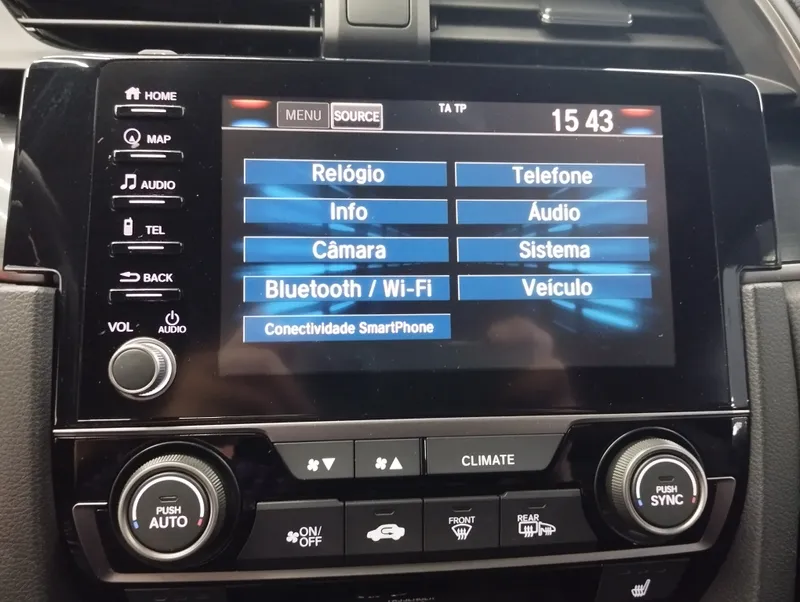 HOME
MAP
AUDIO
TEL
BACK
VOL
AUDIO
MENU SOURCE TA TP 15 43
Relógio Telefone
Info Áudio
Câmara Sistema
Bluetooth / Wi-Fi Veículo
Conectividade SmartPhone
CLIMATE
PUSH
AUTO
ON/
OFF
FRONT
REAR
PUSH
SYNC